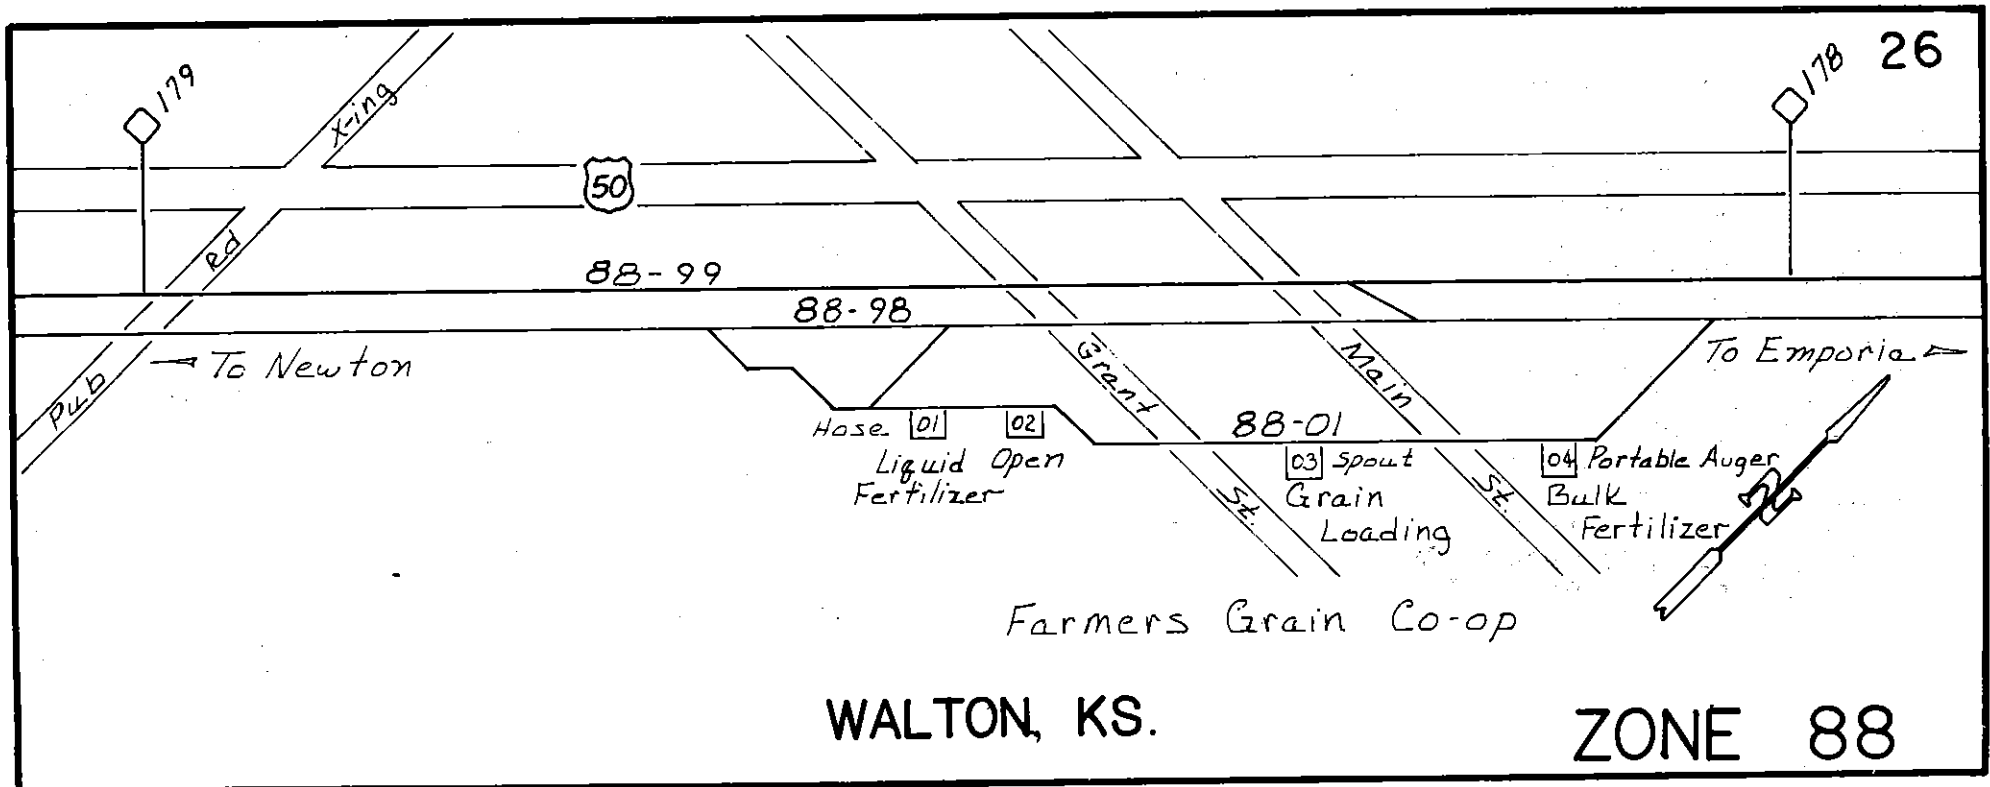 26
179
178
X-ing
50
Rd
88-99
88-98
To Newton
To Emporia
Pub
Grant
Main
Hose 01
02
88-01
Liquid Open
Fertilizer
03 Spout
04 Portable Auger
St.
St.
Grain
Loading
Bulk
Fertilizer
N
Farmers Grain Co-op
WALTON, KS.
ZONE 88